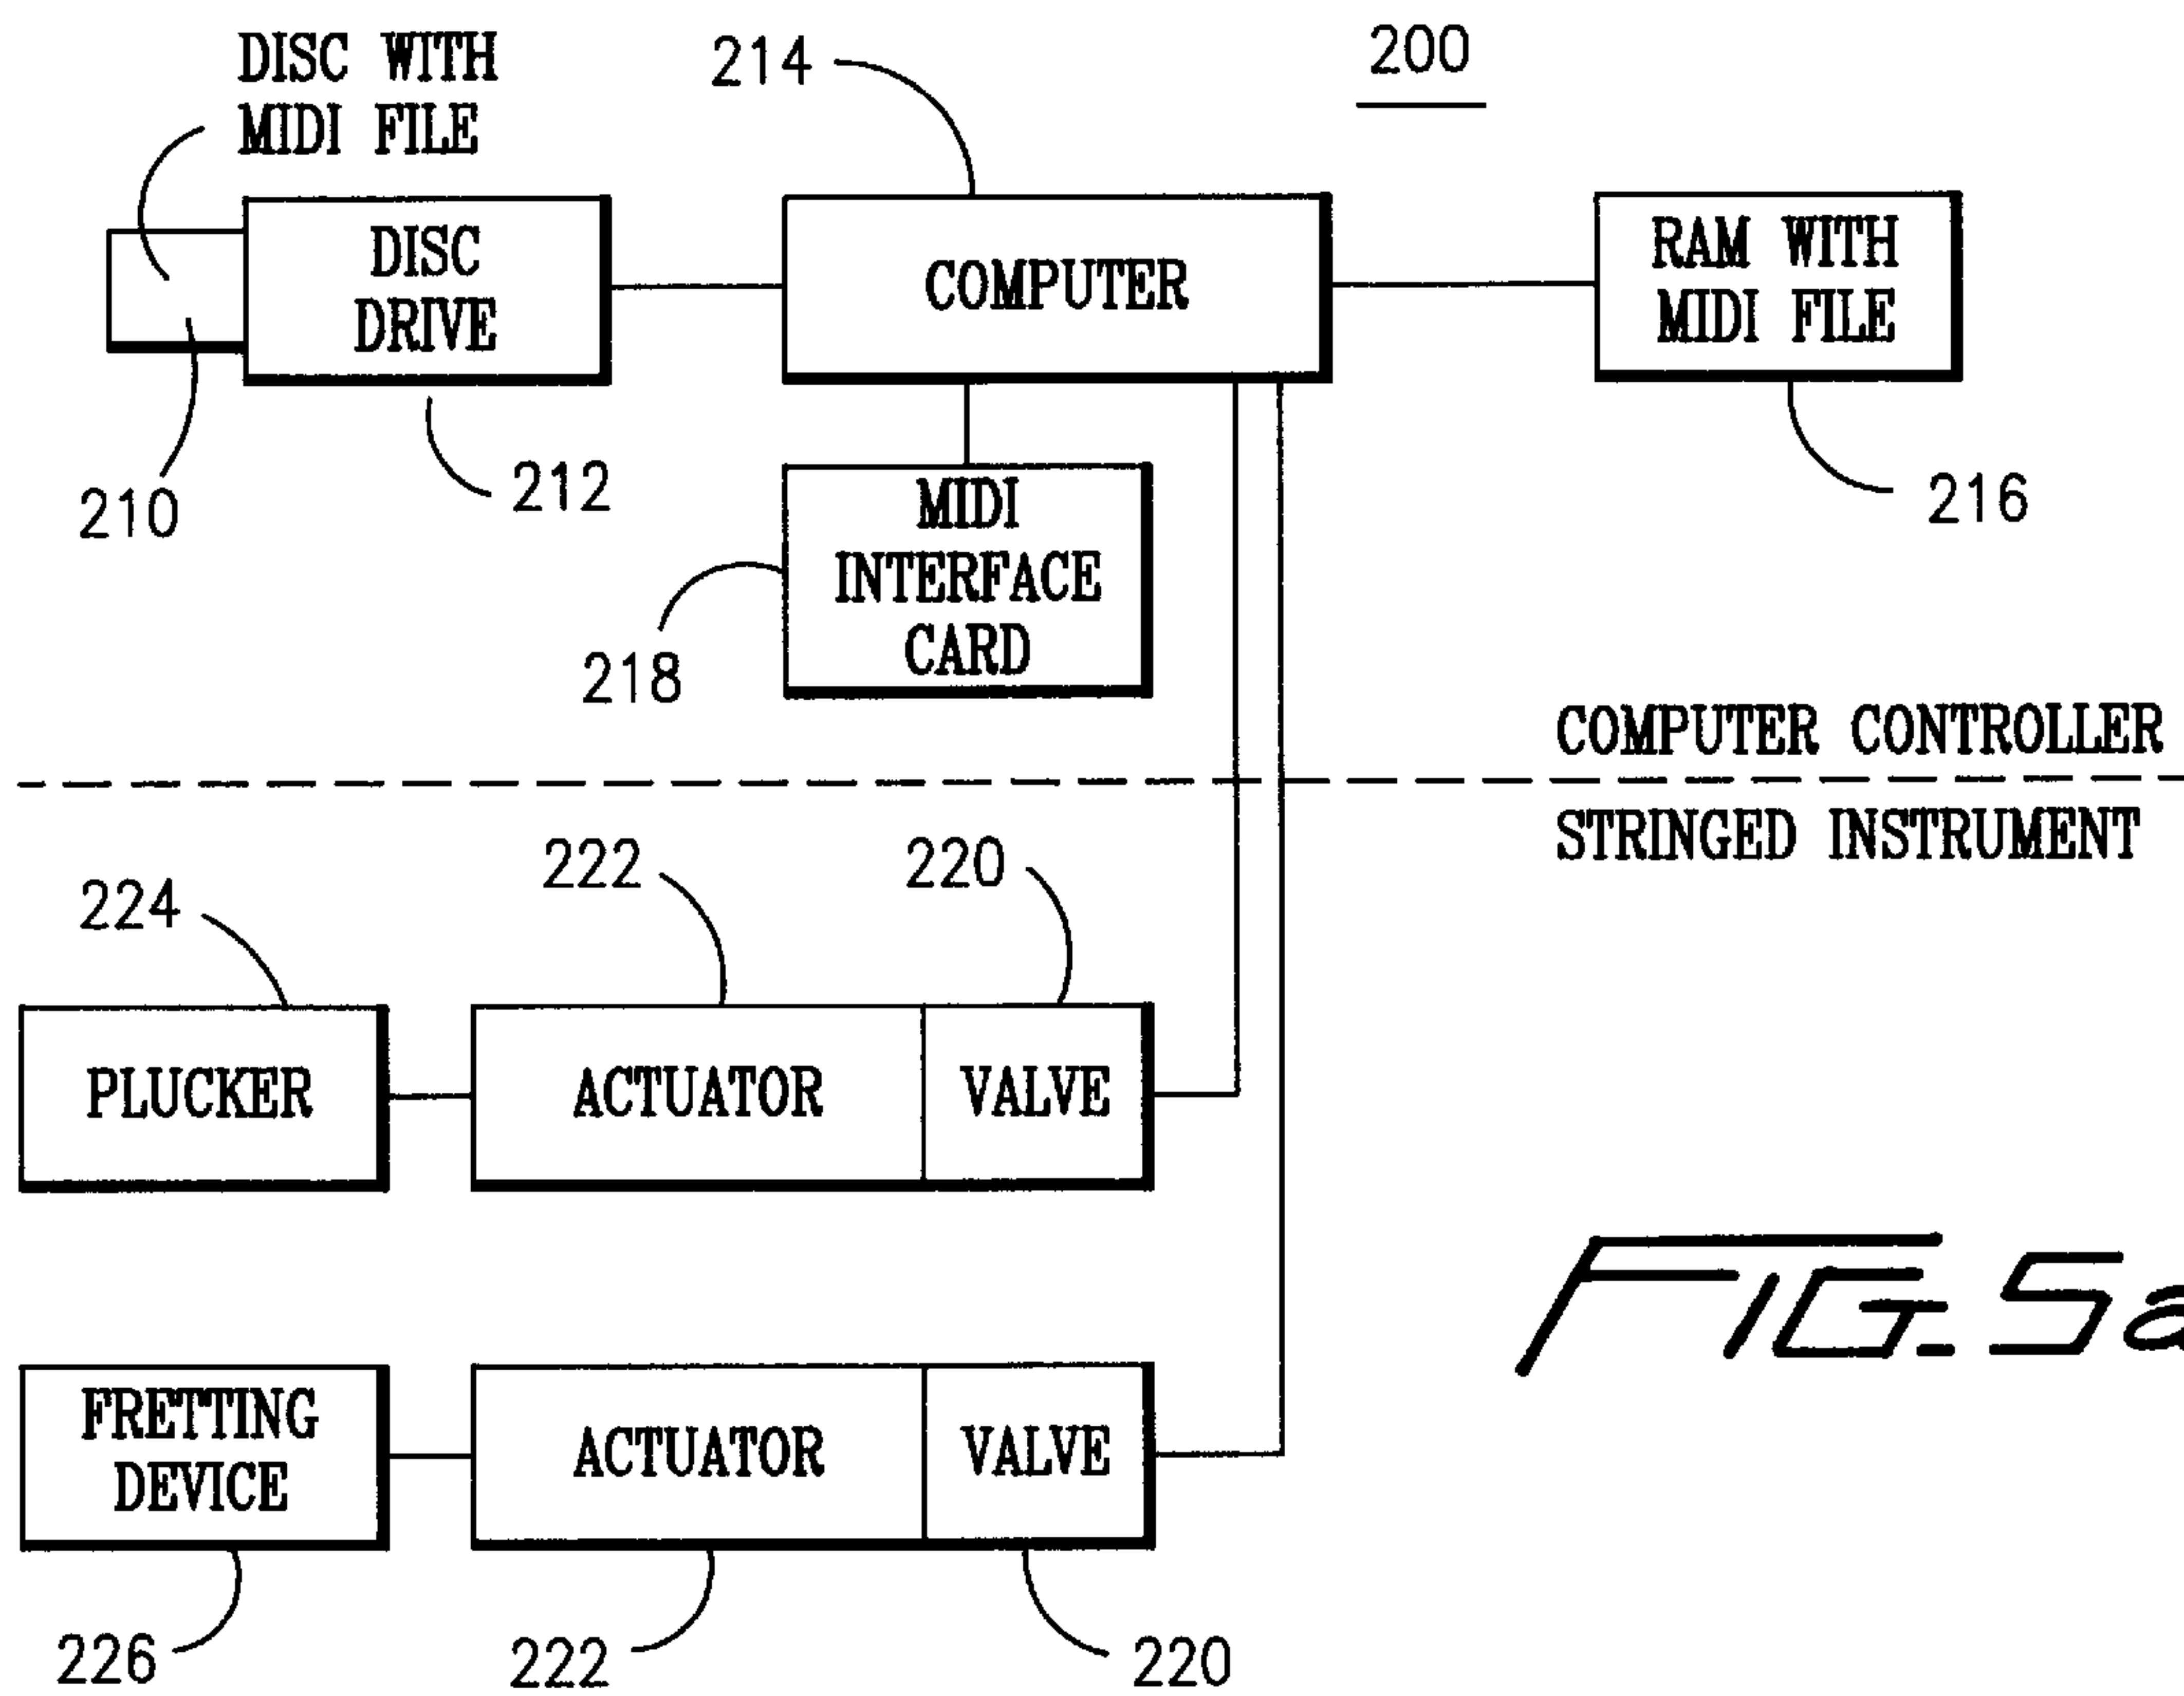 DISC WITH
MIDI FILE
214
200
DISC
DRIVE
COMPUTER
RAM WITH
MIDI FILE
210
212
216
MIDI
INTERFACE
CARD
218
COMPUTER CONTROLLER
STRINGED INSTRUMENT
224
222
220
PLUCKER
ACTUATOR
VALVE
FIG. 5a
FRETTING
DEVICE
ACTUATOR
VALVE
226
222
220